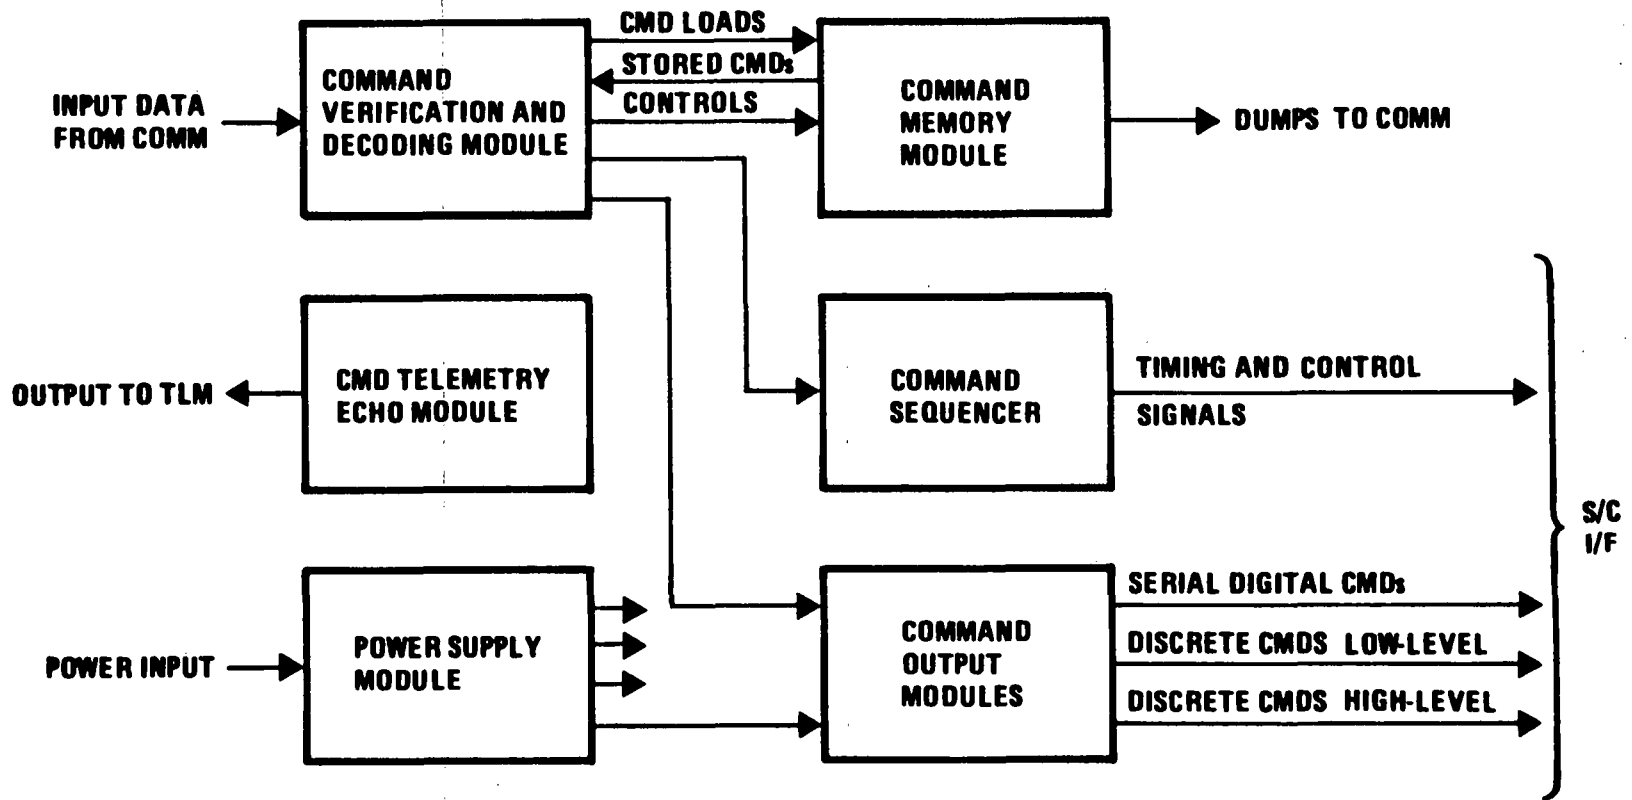 CMD LOADS
STORED CMDs
CONTROLS
INPUT DATA
FROM COMM
COMMAND
VERIFICATION AND
DECODING MODULE
COMMAND
MEMORY
MODULE
DUMPS TO COMM
OUTPUT TO TLM
CMD TELEMETRY
ECHO MODULE
COMMAND
SEQUENCER
TIMING AND CONTROL
SIGNALS
S/C
I/F
POWER INPUT
POWER SUPPLY
MODULE
COMMAND
OUTPUT
MODULES
SERIAL DIGITAL CMDs
DISCRETE CMDS LOW-LEVEL
DISCRETE CMDS HIGH-LEVEL